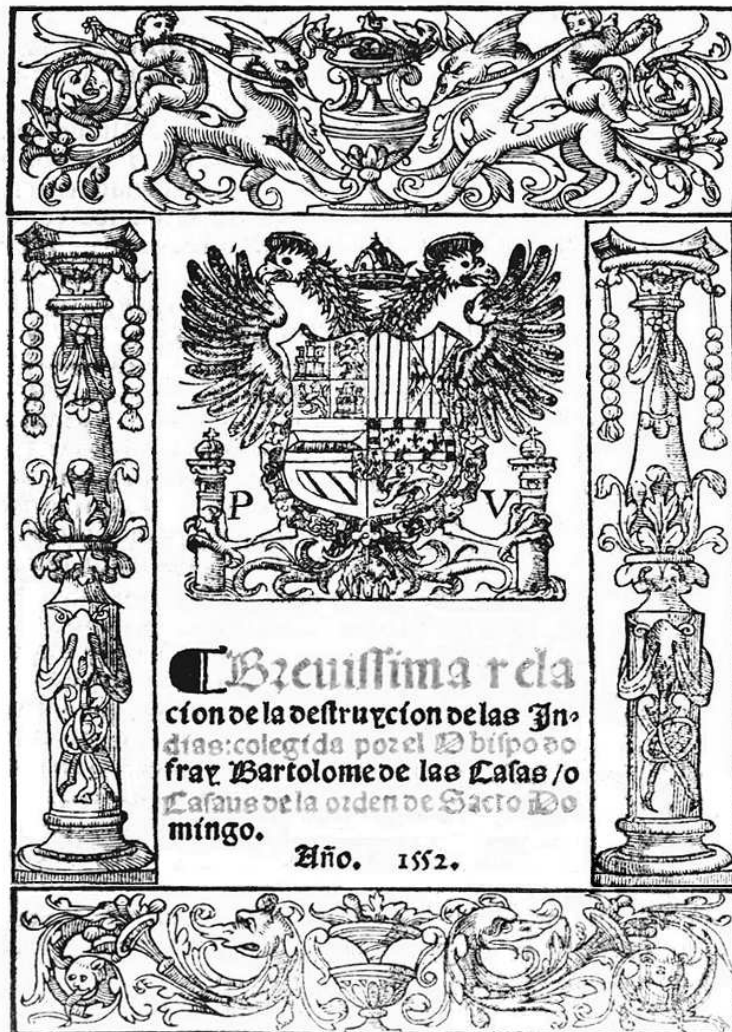 P V
Breuissima rela
cion de la destruycion de las In-
dias: colegida por el Obispo dō
fray Bartolome de las Casas / o
Casaus de la orden de Sācto Do
mingo.
Año. 1552.